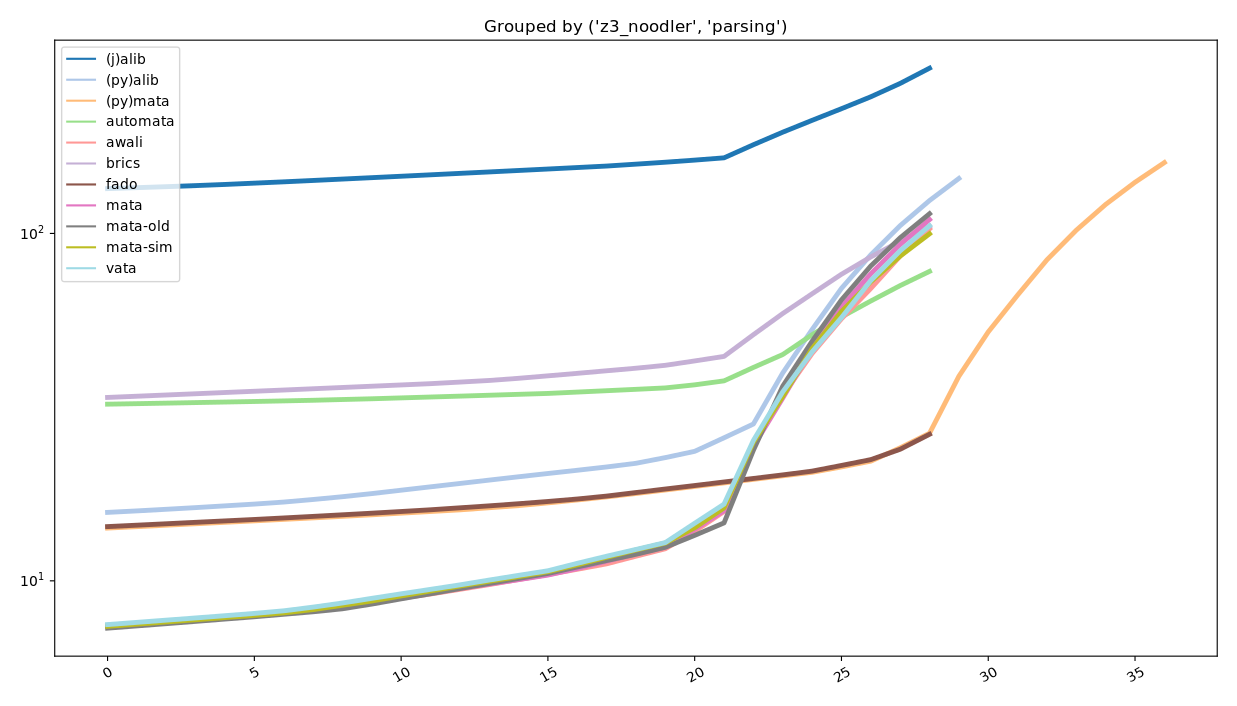 Grouped by ('z3_noodler', 'parsing')
(j)alib
(py)alib
(py)mata
automata
awali
brics
fado
mata
mata-old
mata-sim
vata
10²
10¹
0 5 10 15 20 25 30 35